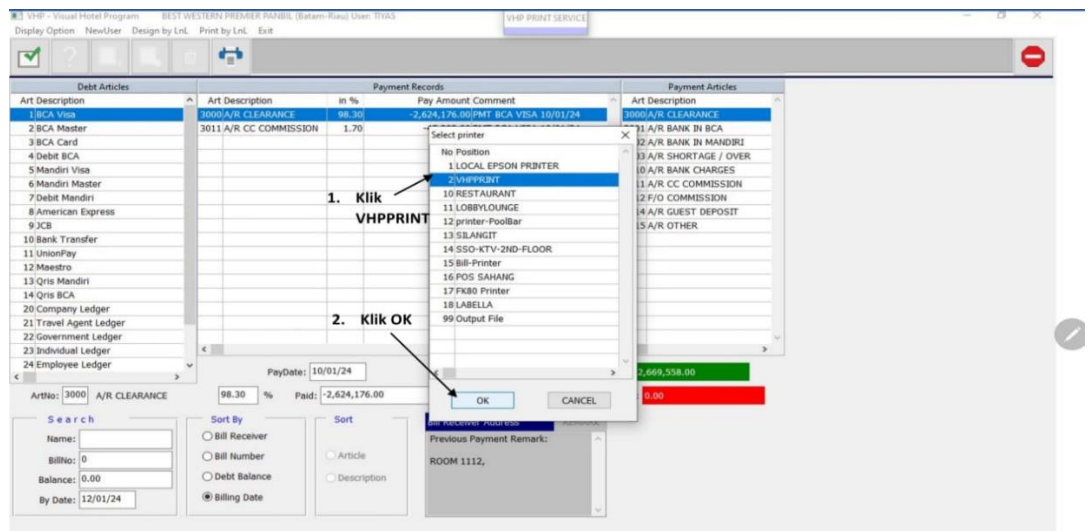 VHP - Visual Hotel Program BEST WESTERN PREMIER PANBIL (Batam-Riau) User: TIYAS
VHP PRINT SERVICE
Display Option NewUser Design by LnL Print by LnL Exit
Debt Articles Payment Records Payment Articles
Art Description Art Description in % Pay Amount Comment Art Description
1 BCA Visa 3000 A/R CLEARANCE 98.30 -2,624,176.00 PMT BCA VISA 10/01/24 3000 A/R CLEARANCE
2 BCA Master 3011 A/R CC COMMISSION 1.70 A/R BANK IN BCA
3 BCA Card A/R BANK IN MANDIRI
4 Debit BCA A/R SHORTAGE / OVER
5 Mandiri Visa A/R BANK CHARGES
6 Mandiri Master A/R CC COMMISSION
7 Debit Mandiri F/O COMMISSION
8 American Express A/R GUEST DEPOSIT
9 JCB A/R OTHER
10 Bank Transfer
11 UnionPay
12 Maestro
13 Qris Mandiri
14 Qris BCA
20 Company Ledger
21 Travel Agent Ledger
22 Government Ledger
23 Individual Ledger
24 Employee Ledger
Select printer
No Position
1 LOCAL EPSON PRINTER
2 VHPPRINT
10 RESTAURANT
11 LOBBYLOUNGE
12 printer-PoolBar
13 SILANGIT
14 SSO-KTV-2ND-FLOOR
15 Bill-Printer
16 POS SAHANG
17 FK80 Printer
18 LABELLA
99 Output File
OK CANCEL
1. Klik
VHPPRINT
2. Klik OK
PayDate: 10/01/24 2,669,558.00
ArtNo: 3000 A/R CLEARANCE 98.30 % Paid: -2,624,176.00 0.00
Search Sort By Sort Bill Receiver Address
Name: Bill Receiver Previous Payment Remark:
BillNo: 0 Bill Number Article ROOM 1112,
Balance: 0.00 Debt Balance Description
By Date: 12/01/24 Billing Date